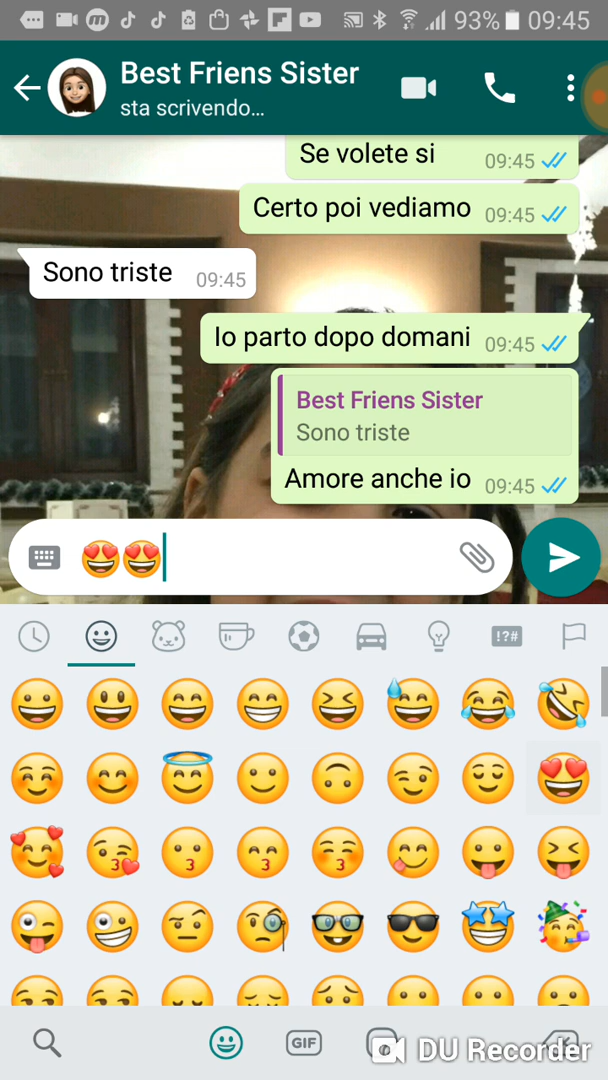 93% 09:45
Best Friens Sister
sta scrivendo...
Se volete si 09:45
Certo poi vediamo 09:45
Sono triste 09:45
Io parto dopo domani 09:45
Best Friens Sister
Sono triste
Amore anche io 09:45
!?#
GIF
DU Recorder